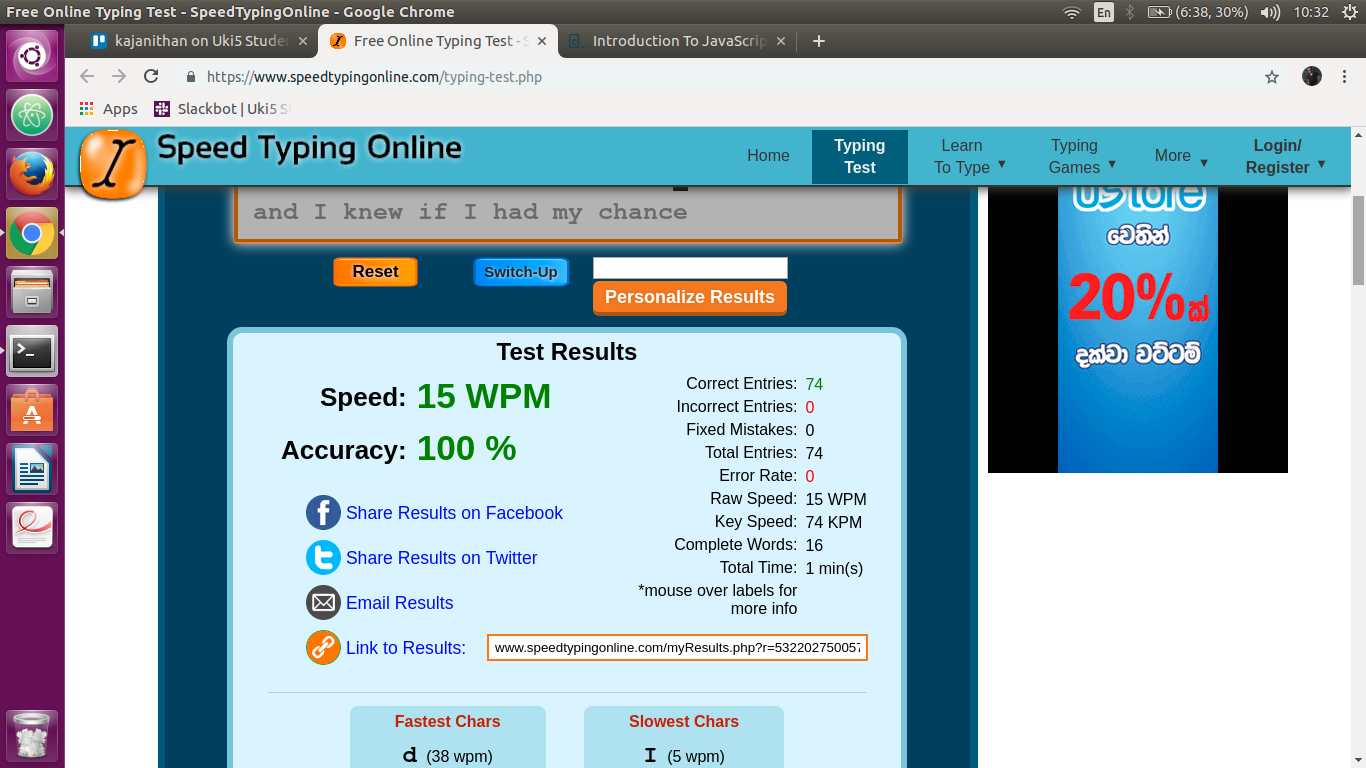 Free Online Typing Test - SpeedTypingOnline - Google Chrome
En
(6:38, 30%)
10:32
kajanithan on Uki5 Studen
Free Online Typing Test - S
Introduction To JavaScrip
https://www.speedtypingonline.com/typing-test.php
Apps
Slackbot | Uki5 S
Speed Typing Online
Home
Typing
Test
Learn
To Type
Typing
Games
More
Login/
Register
and I knew if I had my chance
Reset
Switch-Up
Personalize Results
වෙතින්
20%ක්
දක්වා වට්ටම්
Test Results
Speed: 15 WPM
Accuracy: 100 %
Correct Entries: 74
Incorrect Entries: 0
Fixed Mistakes: 0
Total Entries: 74
Error Rate: 0
Raw Speed: 15 WPM
Key Speed: 74 KPM
Complete Words: 16
Total Time: 1 min(s)
*mouse over labels for
more info
Share Results on Facebook
Share Results on Twitter
Email Results
Link to Results: www.speedtypingonline.com/myResults.php?r=532202750057
Fastest Chars
d (38 wpm)
Slowest Chars
I (5 wpm)